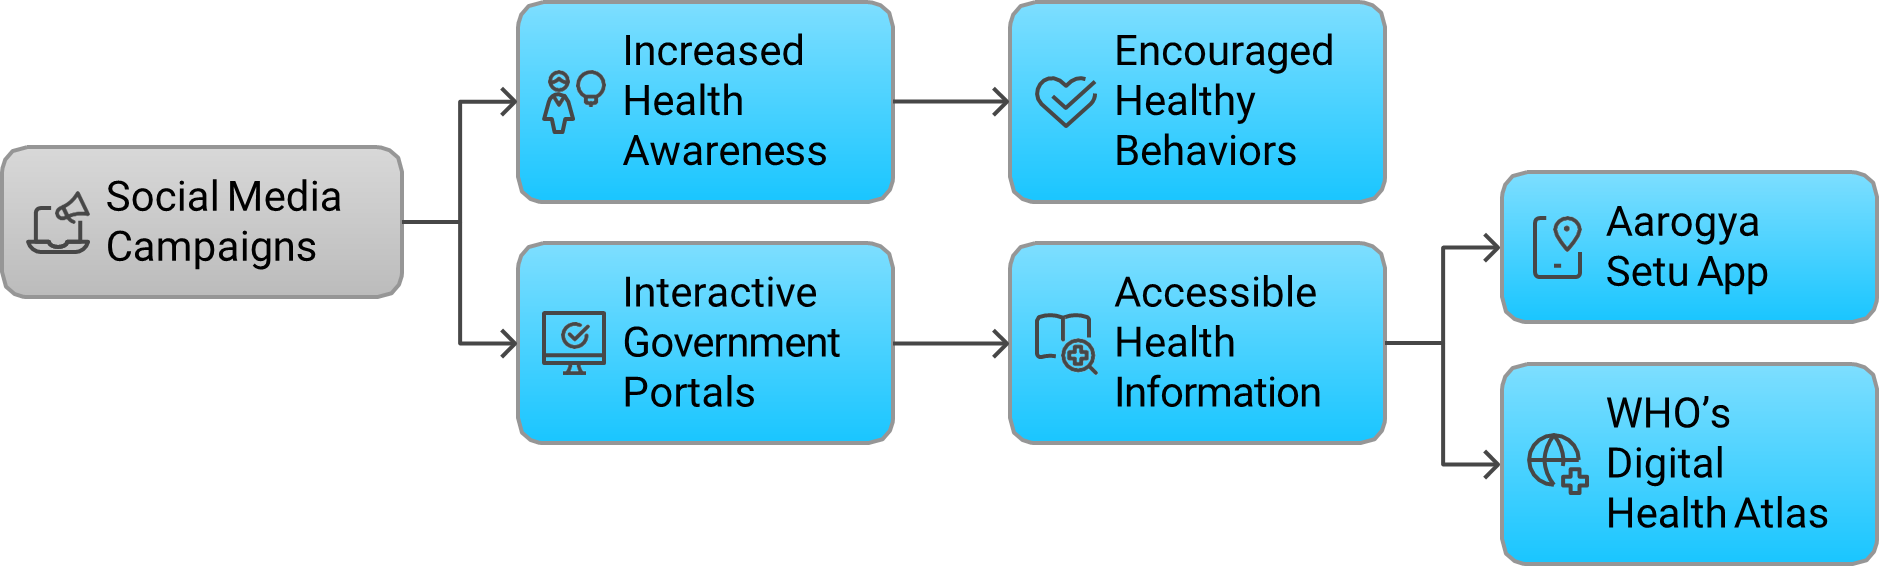 Social Media
Campaigns
Increased
Health
Awareness
Encouraged
Healthy
Behaviors
Interactive
Government
Portals
Accessible
Health
Information
Aarogya
Setu App
WHO’s
Digital
Health Atlas